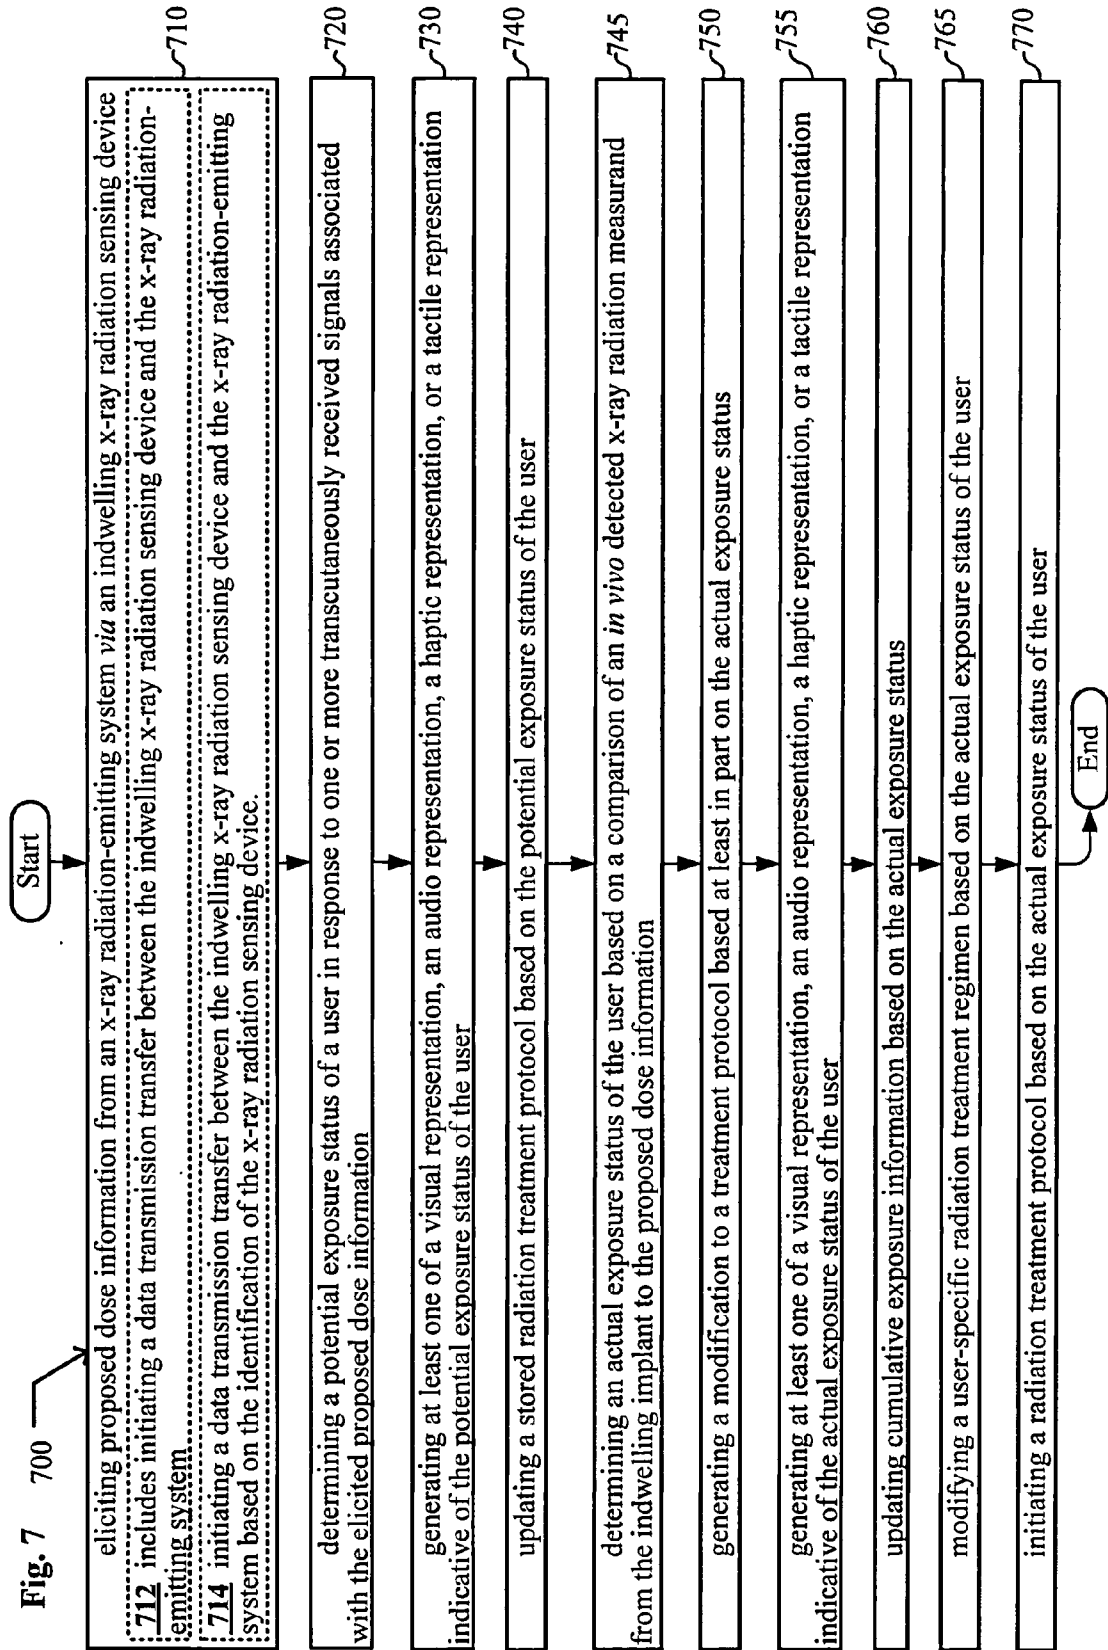 Fig. 7 700
Start
eliciting proposed dose information from an x-ray radiation-emitting system via an indwelling x-ray radiation sensing device
712 includes initiating a data transmission transfer between the indwelling x-ray radiation sensing device and the x-ray radiation-
emitting system
714 initiating a data transmission transfer between the indwelling x-ray radiation sensing device and the x-ray radiation-emitting
system based on the identification of the x-ray radiation sensing device.
710
determining a potential exposure status of a user in response to one or more transcutaneously received signals associated
with the elicited proposed dose information
720
generating at least one of a visual representation, an audio representation, a haptic representation, or a tactile representation
indicative of the potential exposure status of the user
730
updating a stored radiation treatment protocol based on the potential exposure status of the user
740
determining an actual exposure status of the user based on a comparison of an in vivo detected x-ray radiation measurand
from the indwelling implant to the proposed dose information
745
generating a modification to a treatment protocol based at least in part on the actual exposure status
750
generating at least one of a visual representation, an audio representation, a haptic representation, or a tactile representation
indicative of the actual exposure status of the user
755
updating cumulative exposure information based on the actual exposure status
760
modifying a user-specific radiation treatment regimen based on the actual exposure status of the user
765
initiating a radiation treatment protocol based on the actual exposure status of the user
770
End